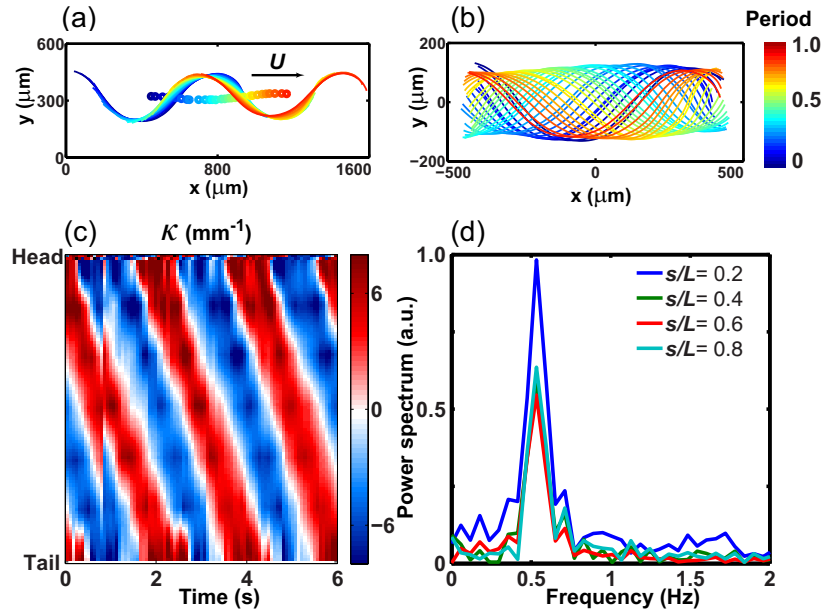 (a)
(b)
Period
600
300
0
y (μm)
U
0
400
800
1600
x (μm)
200
100
0
-120
y (μm)
−500
0
500
x (μm)
1.0
0.5
0
(c)
K (mm-1)
Head
Tail
0
2
4
6
Time (s)
6
0
−6
(d)
1.0
0.5
0
Power spectrum (a.u.)
s/L= 0.2
s/L= 0.4
s/L= 0.6
s/L= 0.8
0
0.5
1
1.5
2
Frequency (Hz)